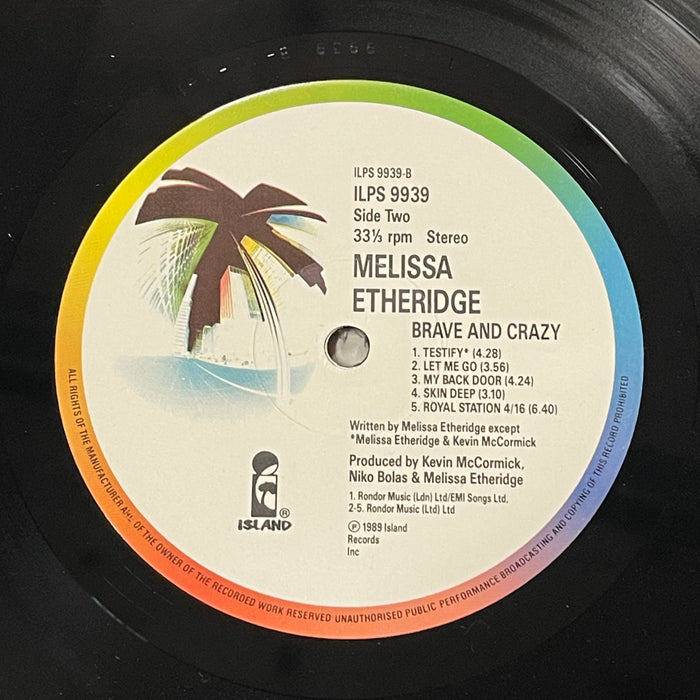 ILPS 9939-B
ILPS 9939
Side Two
33⅓ rpm Stereo
MELISSA
ETHERIDGE
BRAVE AND CRAZY
1. TESTIFY* (4.28)
2. LET ME GO (3.56)
3. MY BACK DOOR (4.24)
4. SKIN DEEP (3.10)
5. ROYAL STATION 4/16 (6.40)
Written by Melissa Etheridge except
*Melissa Etheridge & Kevin McCormick
Produced by Kevin McCormick,
Niko Bolas & Melissa Etheridge
1. Rondor Music (Ldn) Ltd/EMI Songs Ltd,
2-5. Rondor Music (Ltd) Ltd
℗ 1989 Island
Records
Inc
ISLAND ®
ALL RIGHTS OF THE MANUFACTURER AND OF THE OWNER OF THE RECORDED WORK RESERVED UNAUTHORISED PUBLIC PERFORMANCE BROADCASTING AND COPYING OF THIS RECORD PROHIBITED